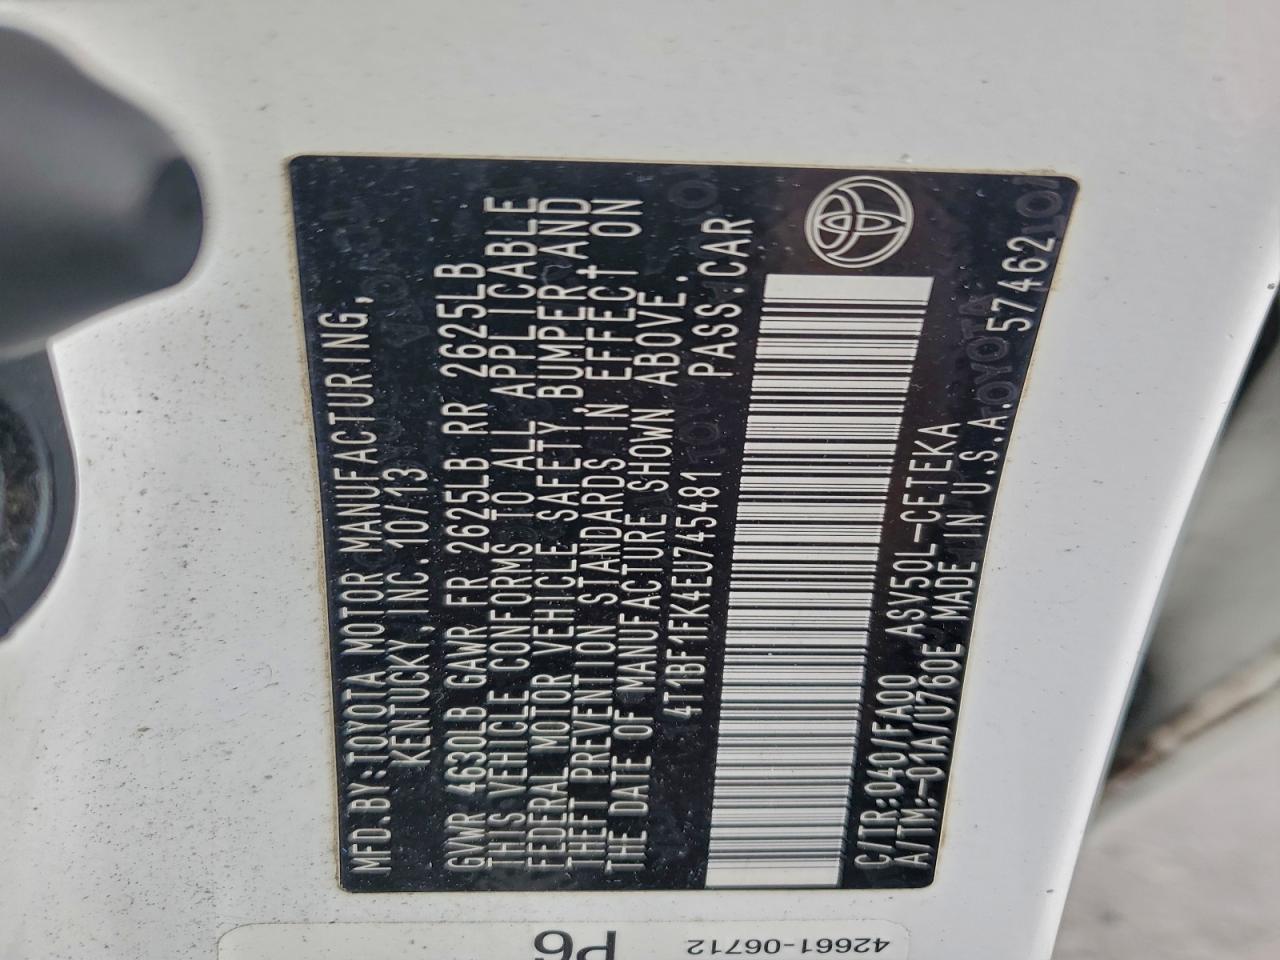 MFD.BY:TOYOTA MOTOR MANUFACTURING,
KENTUCKY,INC. 10/13
GVWR 4630LB GAWR FR 2625LB RR 2625LB
THIS VEHICLE CONFORMS TO ALL APPLICABLE
FEDERAL MOTOR VEHICLE SAFETY, BUMPER, AND
THEFT PREVENTION STANDARDS IN EFFECT ON
THE DATE OF MANUFACTURE SHOWN ABOVE.
4T1BF1FK4EU745481 PASS.CAR
C/TR:040/FA00 ASV50L-CETEKA
A/TM:-01A/U760E MADE IN U.S.A. 57462
P6
42661-06712